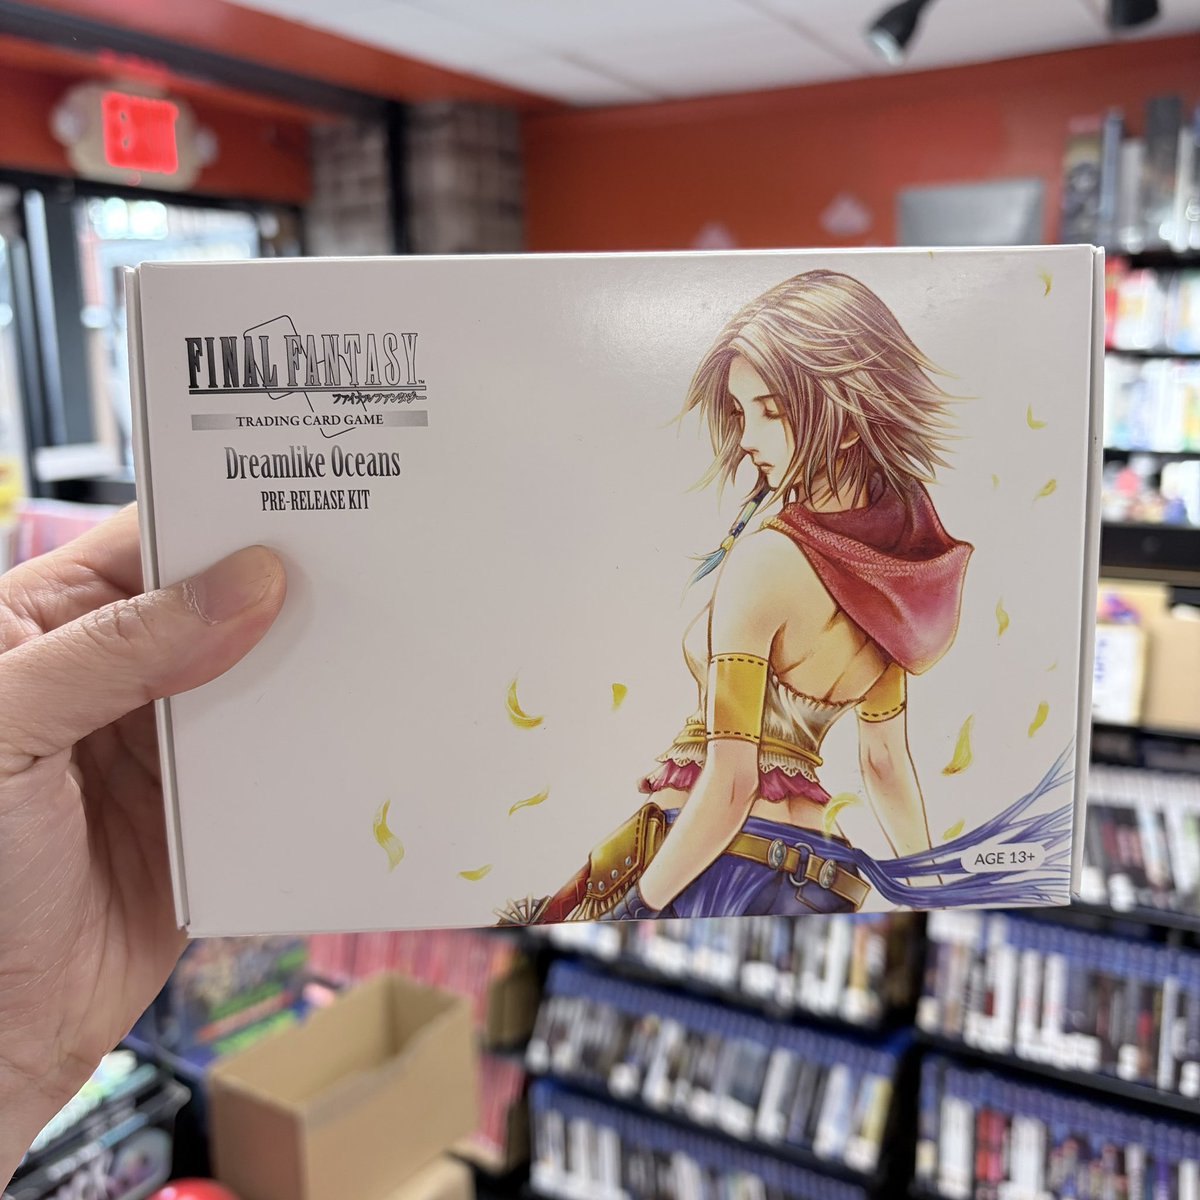 EXIT
FINAL FANTASY™
ファイナルファンタジー
TRADING CARD GAME
Dreamlike Oceans
PRE-RELEASE KIT
AGE 13+